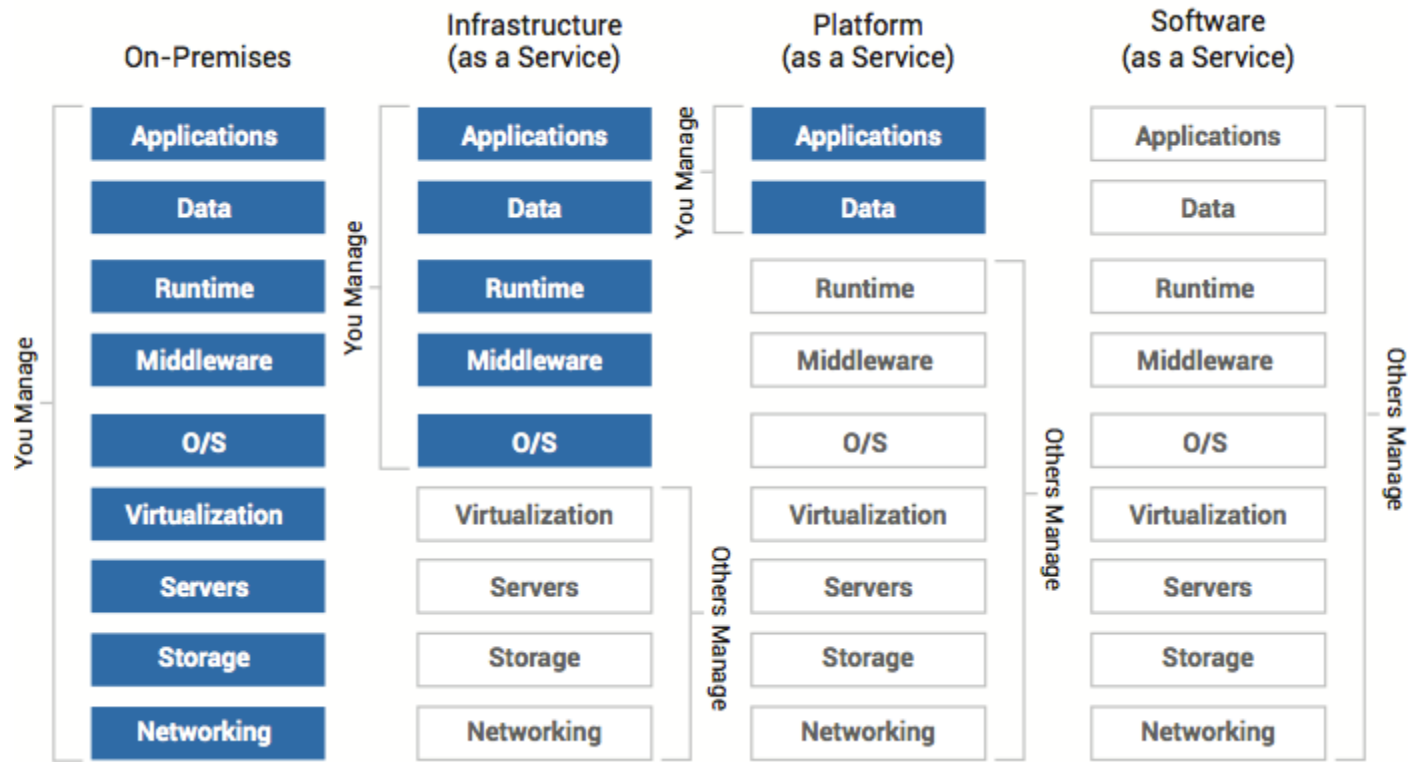 On-Premises
You Manage
Applications
Data
Runtime
Middleware
O/S
Virtualization
Servers
Storage
Networking
Infrastructure
(as a Service)
You Manage
Applications
Data
Runtime
Middleware
O/S
Virtualization
Servers
Storage
Networking
Others Manage
Platform
(as a Service)
You Manage
Applications
Data
Runtime
Middleware
O/S
Virtualization
Servers
Storage
Networking
Others Manage
Software
(as a Service)
Applications
Data
Runtime
Middleware
O/S
Virtualization
Servers
Storage
Networking
Others Manage